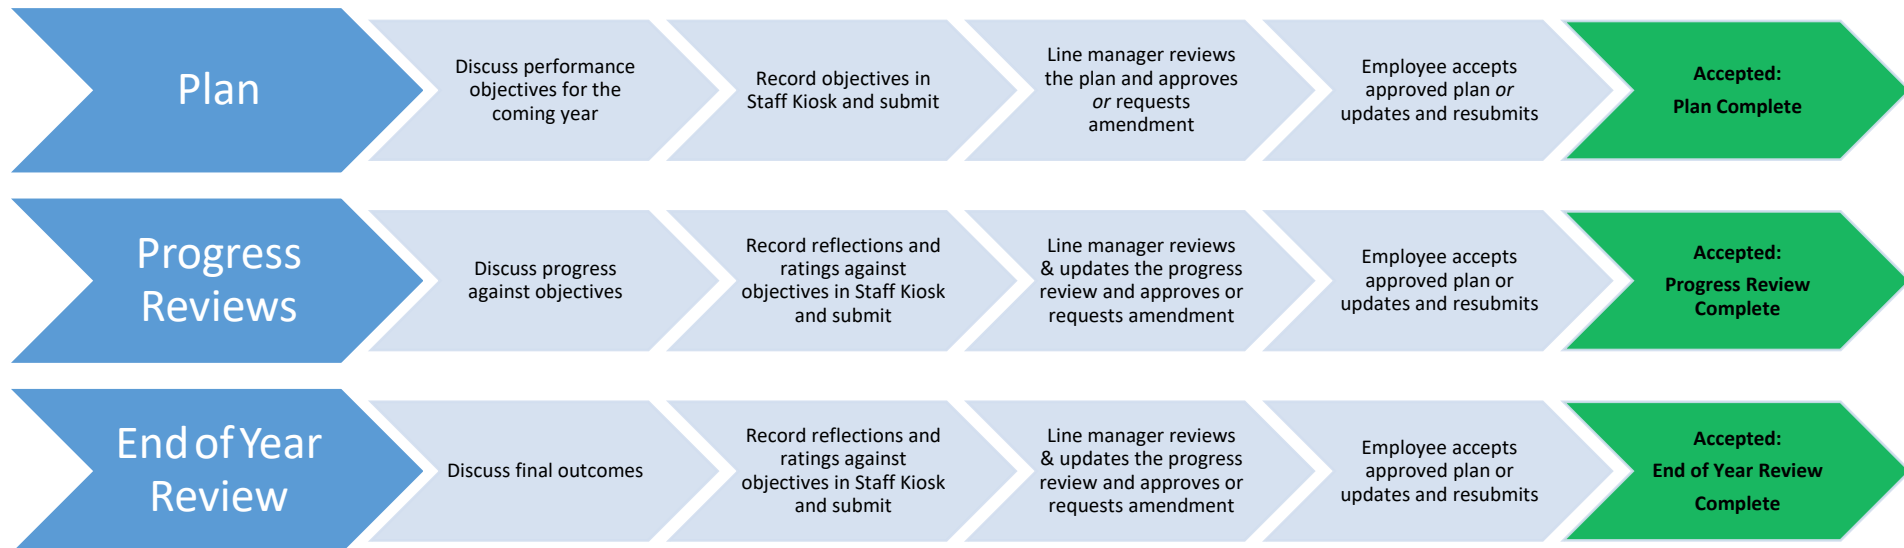 Plan
Discuss performance
objectives for the
coming year
Record objectives in
Staff Kiosk and submit
Line manager reviews
the plan and approves
or requests
amendment
Employee accepts
approved plan or
updates and resubmits
Accepted:
Plan Complete
Progress
Reviews
Discuss progress
against objectives
Record reflections and
ratings against
objectives in Staff Kiosk
and submit
Line manager reviews
& updates the progress
review and approves or
requests amendment
Employee accepts
approved plan or
updates and resubmits
Accepted:
Progress Review
Complete
End of Year
Review
Discuss final outcomes
Record reflections and
ratings against
objectives in Staff Kiosk
and submit
Line manager reviews
& updates the progress
review and approves or
requests amendment
Employee accepts
approved plan or
updates and resubmits
Accepted:
End of Year Review
Complete